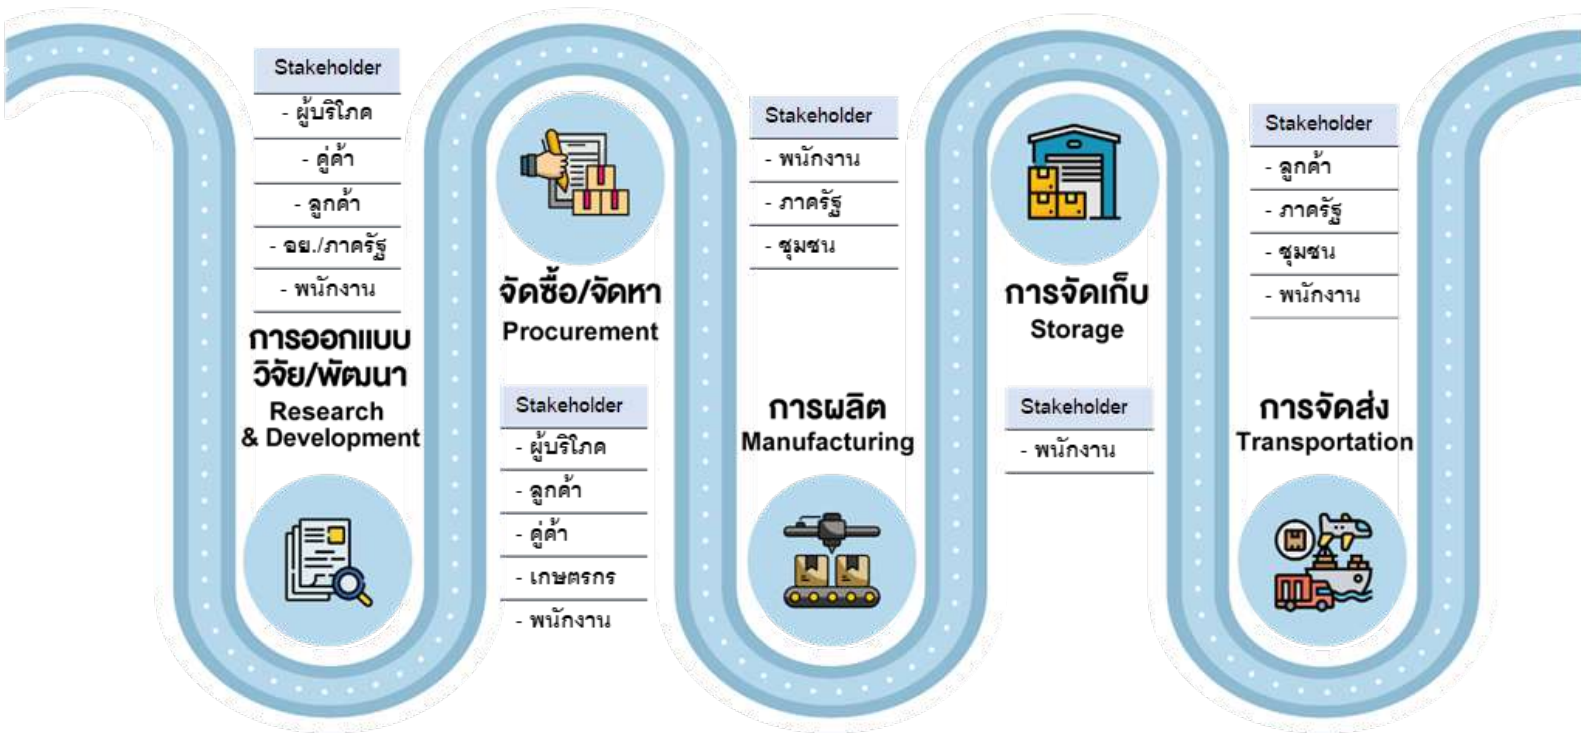 Stakeholder
- ผู้บริโภค
- คู่ค้า
- ลูกค้า
- อย./ภาครัฐ
- พนักงาน
การออกแบบ
วิจัย/พัฒนา
Research
& Development
จัดซื้อ/จัดหา
Procurement
Stakeholder
- ผู้บริโภค
- ลูกค้า
- คู่ค้า
- เกษตรกร
- พนักงาน
Stakeholder
- พนักงาน
- ภาครัฐ
- ชุมชน
การผลิต
Manufacturing
การจัดเก็บ
Storage
Stakeholder
- พนักงาน
Stakeholder
- ลูกค้า
- ภาครัฐ
- ชุมชน
- พนักงาน
การจัดส่ง
Transportation